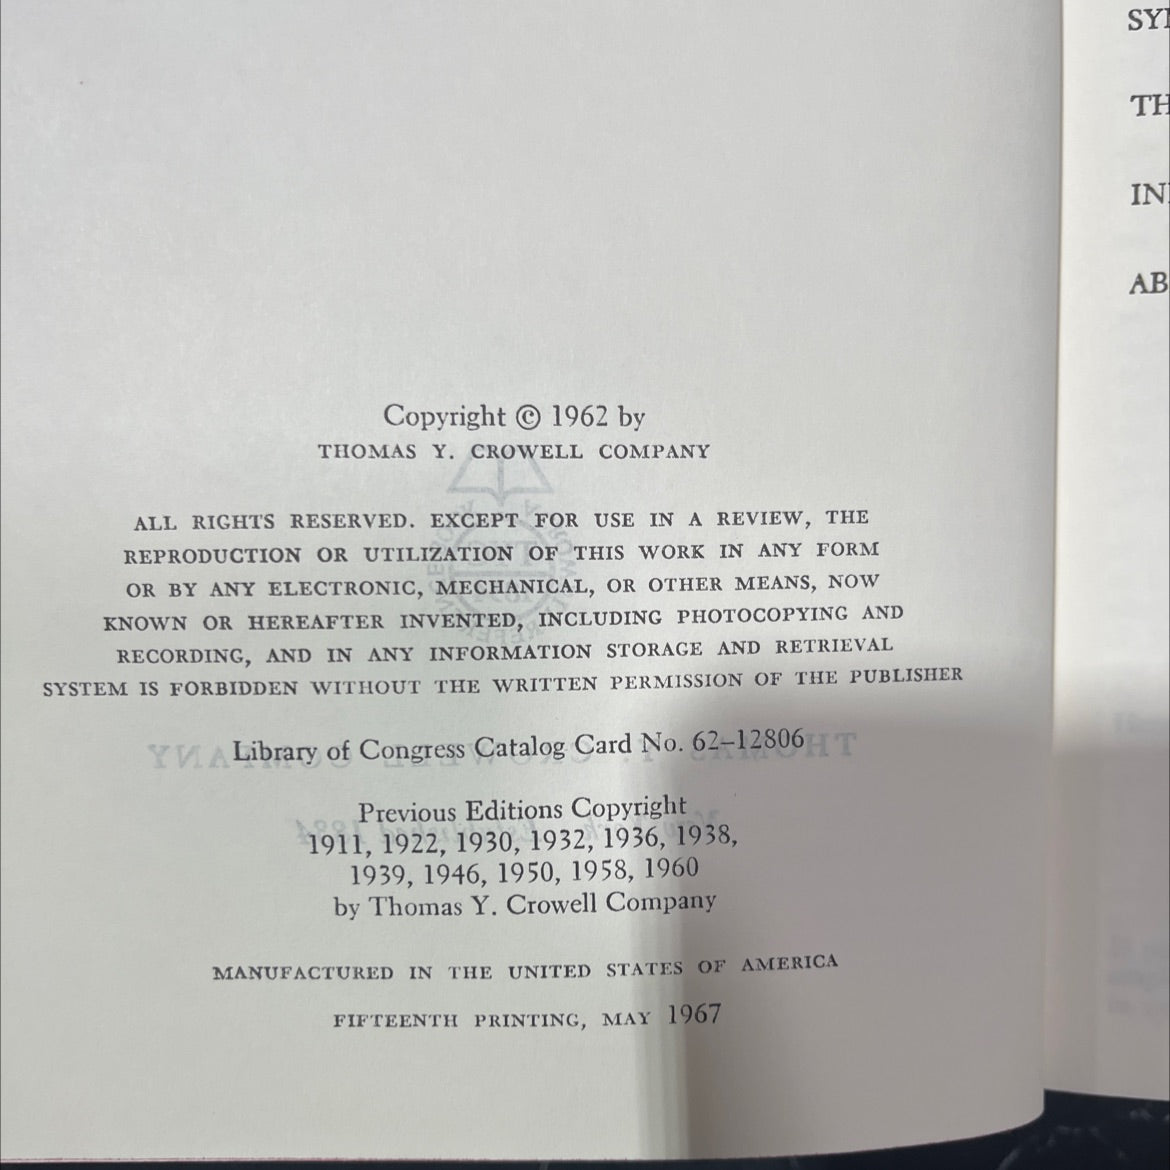 Copyright © 1962 by
THOMAS Y. CROWELL COMPANY
ALL RIGHTS RESERVED. EXCEPT FOR USE IN A REVIEW, THE
REPRODUCTION OR UTILIZATION OF THIS WORK IN ANY FORM
OR BY ANY ELECTRONIC, MECHANICAL, OR OTHER MEANS, NOW
KNOWN OR HEREAFTER INVENTED, INCLUDING PHOTOCOPYING AND
RECORDING, AND IN ANY INFORMATION STORAGE AND RETRIEVAL
SYSTEM IS FORBIDDEN WITHOUT THE WRITTEN PERMISSION OF THE PUBLISHER
Library of Congress Catalog Card No. 62–12806
Previous Editions Copyright
1911, 1922, 1930, 1932, 1936, 1938,
1939, 1946, 1950, 1958, 1960
by Thomas Y. Crowell Company
MANUFACTURED IN THE UNITED STATES OF AMERICA
FIFTEENTH PRINTING, MAY 1967